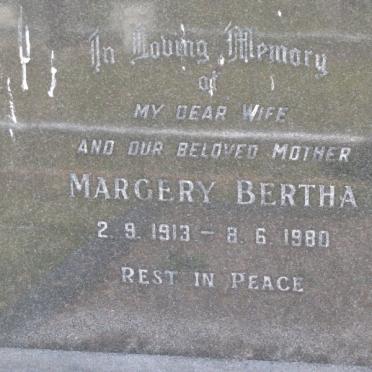 In Loving Memory
of
MY DEAR WIFE
AND OUR BELOVED MOTHER
MARGERY BERTHA
2. 9. 1913 – 8. 6. 1980
REST IN PEACE